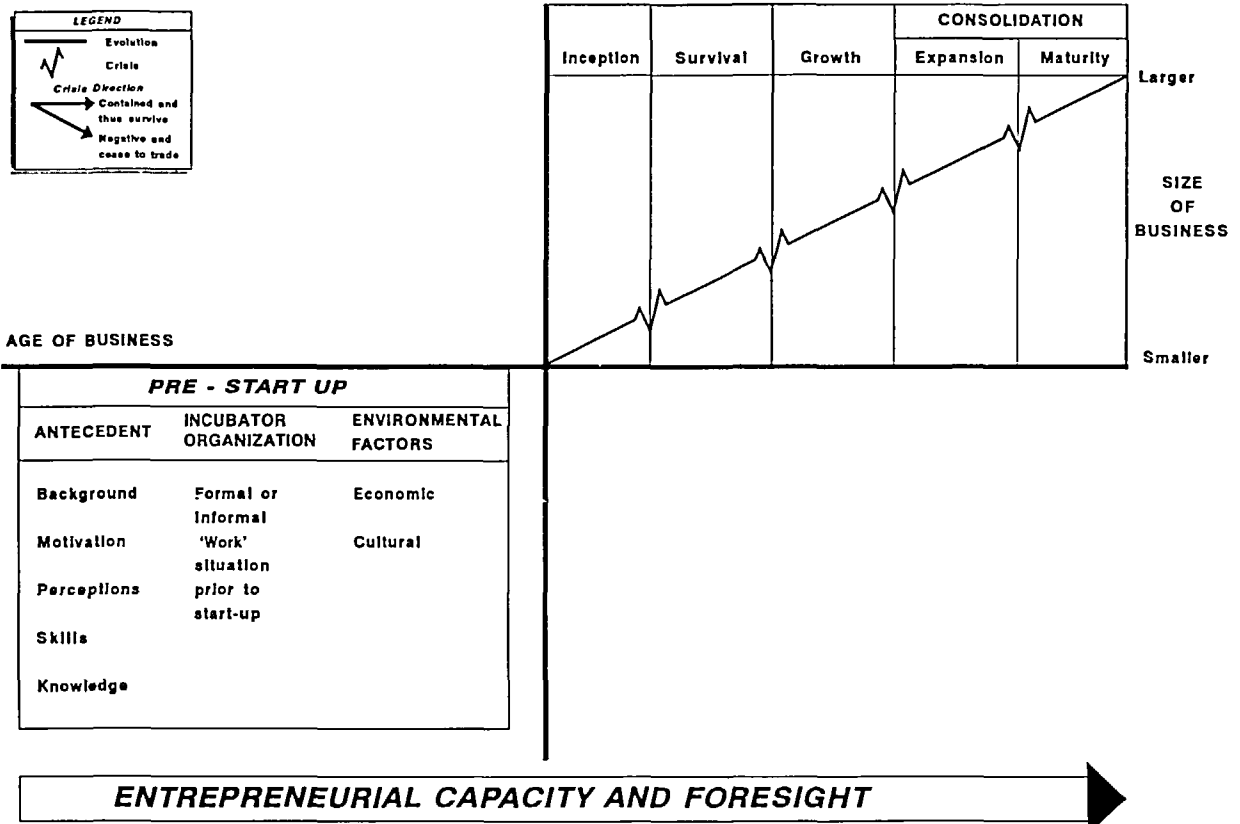 LEGEND
Evolution
Crisis
Crisis Direction
Contained and
thus survive
Negative and
cease to trade
CONSOLIDATION
Inception Survival Growth Expansion Maturity
Larger
SIZE
OF
BUSINESS
Smaller
AGE OF BUSINESS
PRE - START UP
ANTECEDENT
INCUBATOR
ORGANIZATION
ENVIRONMENTAL
FACTORS
Background
Motivation
Perceptions
Skills
Knowledge
Formal or
Informal
'Work'
situation
prior to
start-up
Economic
Cultural
ENTREPRENEURIAL CAPACITY AND FORESIGHT